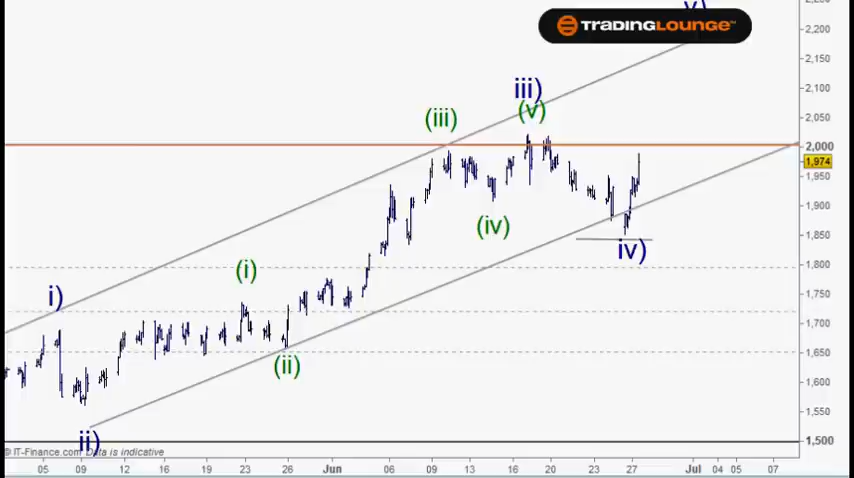 v)
2,200
TRADINGLOUNGE™
2,150
iii)
2,100
(iii)
(v)
2,050
2,000
1,974
1,950
1,900
(iv)
1,850
iv)
(i)
1,800
i)
1,750
1,700
1,650
(ii)
1,600
1,550
ii)
1,500
© IT-Finance.com Data is indicative
05 09 12 16 19 23 26 Jun 06 09 13 16 20 23 27 Jul 04 05 07